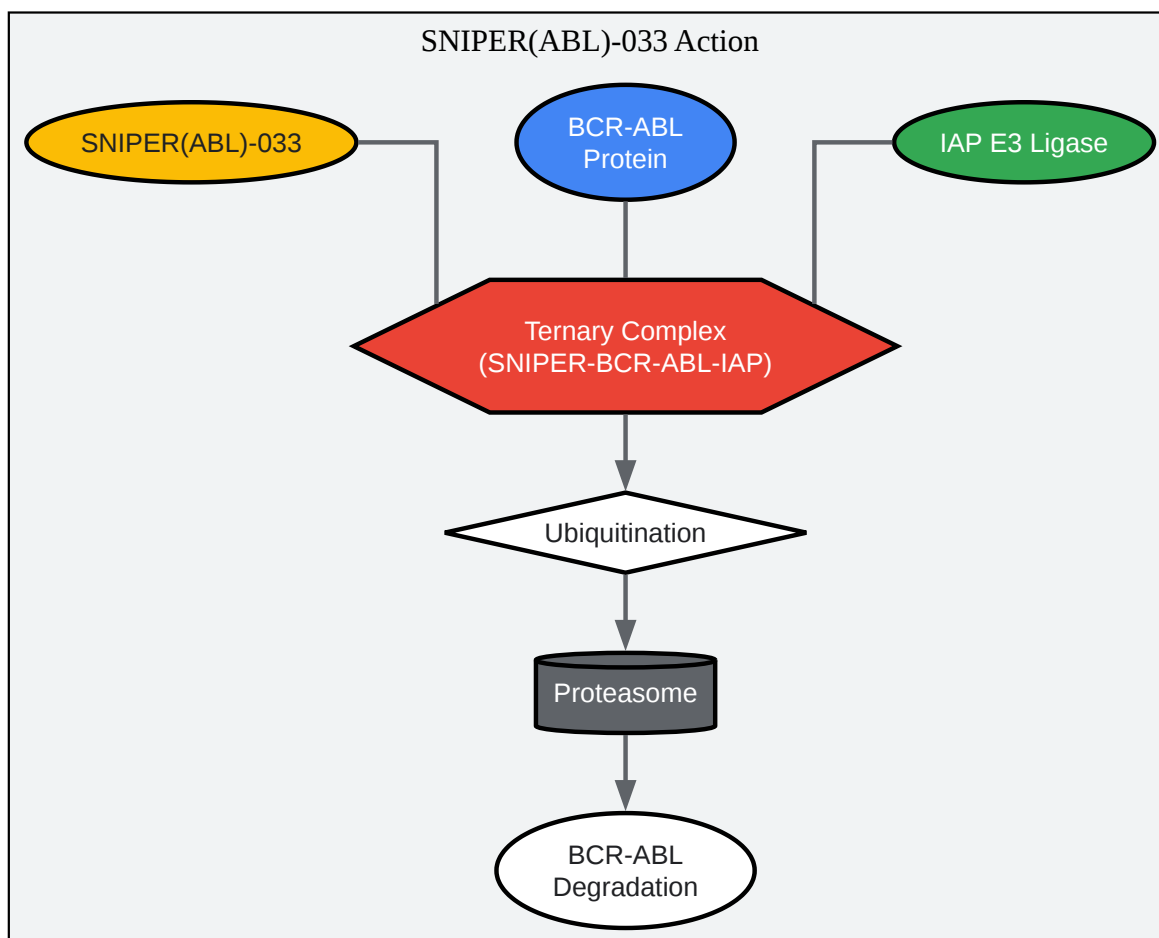 SNIPER(ABL)-033 Action
SNIPER(ABL)-033
BCR-ABL
Protein
IAP E3 Ligase
Ternary Complex
(SNIPER-BCR-ABL-IAP)
Ubiquitination
Proteasome
BCR-ABL
Degradation